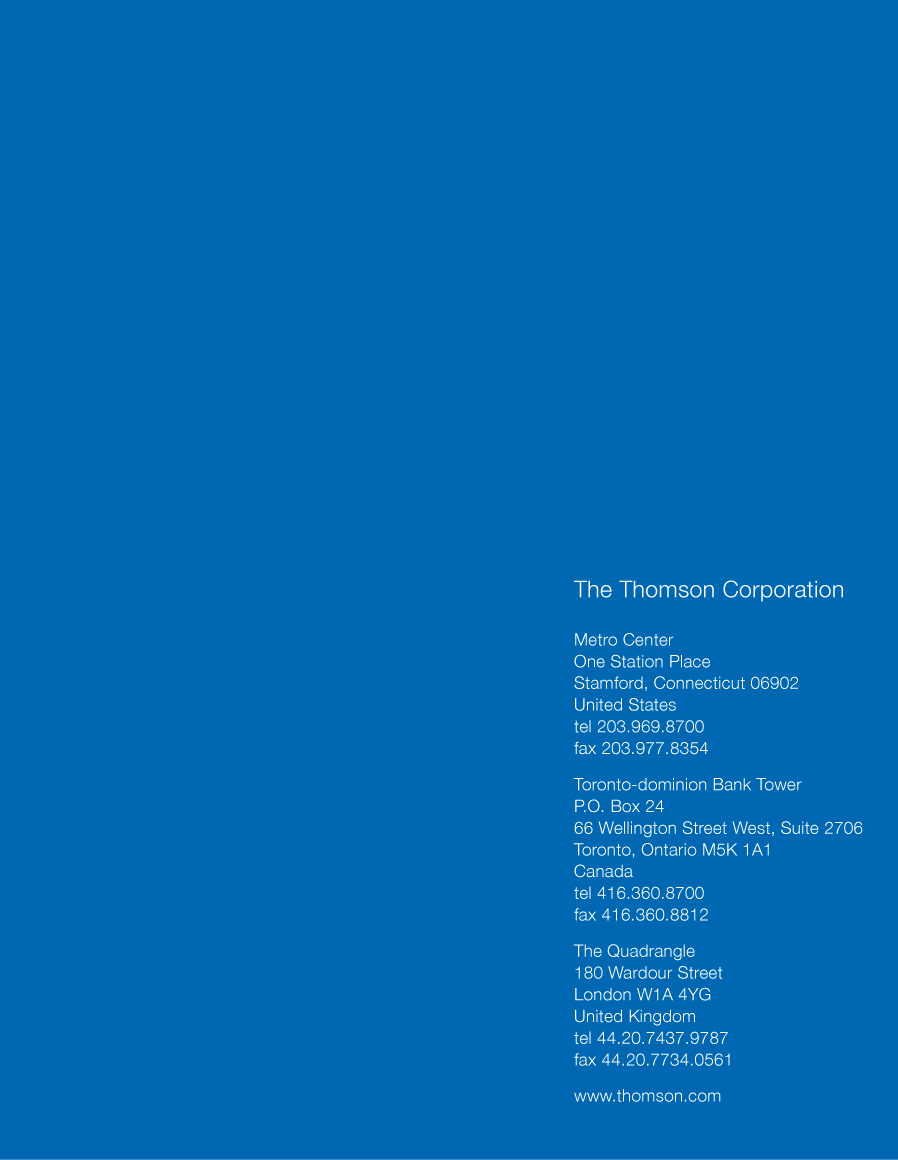 The Thomson Corporation
Metro Center
One Station Place
Stamford, Connecticut 06902
United States
tel 203.969.8700
fax 203.977.8354
Toronto-dominion Bank Tower
P.O. Box 24
66 Wellington Street West, Suite 2706
Toronto, Ontario M5K 1A1
Canada
tel 416.360.8700
fax 416.360.8812
The Quadrangle
180 Wardour Street
London W1A 4YG
United Kingdom
tel 44.20.7437.9787
fax 44.20.7734.0561
www.thomson.com